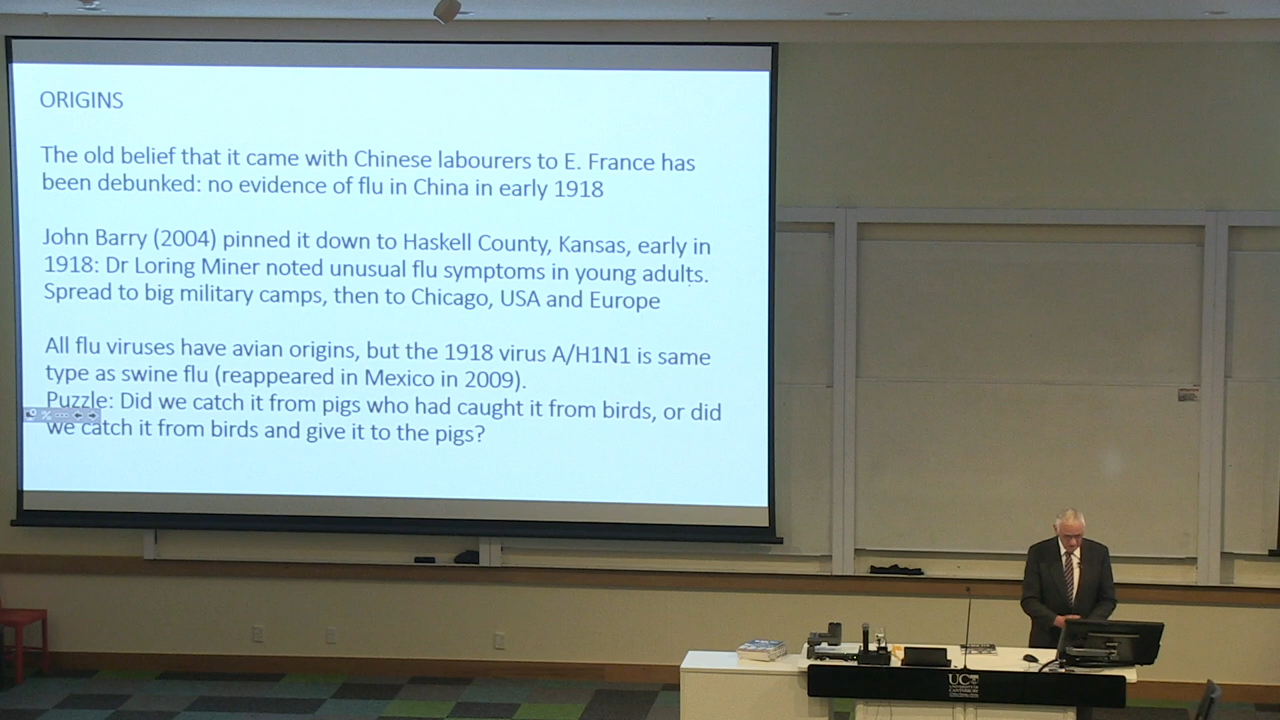 ORIGINS
The old belief that it came with Chinese labourers to E. France has
been debunked: no evidence of flu in China in early 1918
John Barry (2004) pinned it down to Haskell County, Kansas, early in
1918: Dr Loring Miner noted unusual flu symptoms in young adults.
Spread to big military camps, then to Chicago, USA and Europe
All flu viruses have avian origins, but the 1918 virus A/H1N1 is same
type as swine flu (reappeared in Mexico in 2009).
Puzzle: Did we catch it from pigs who had caught it from birds, or did
we catch it from birds and give it to the pigs?
UC
UNIVERSITY OF
CANTERBURY